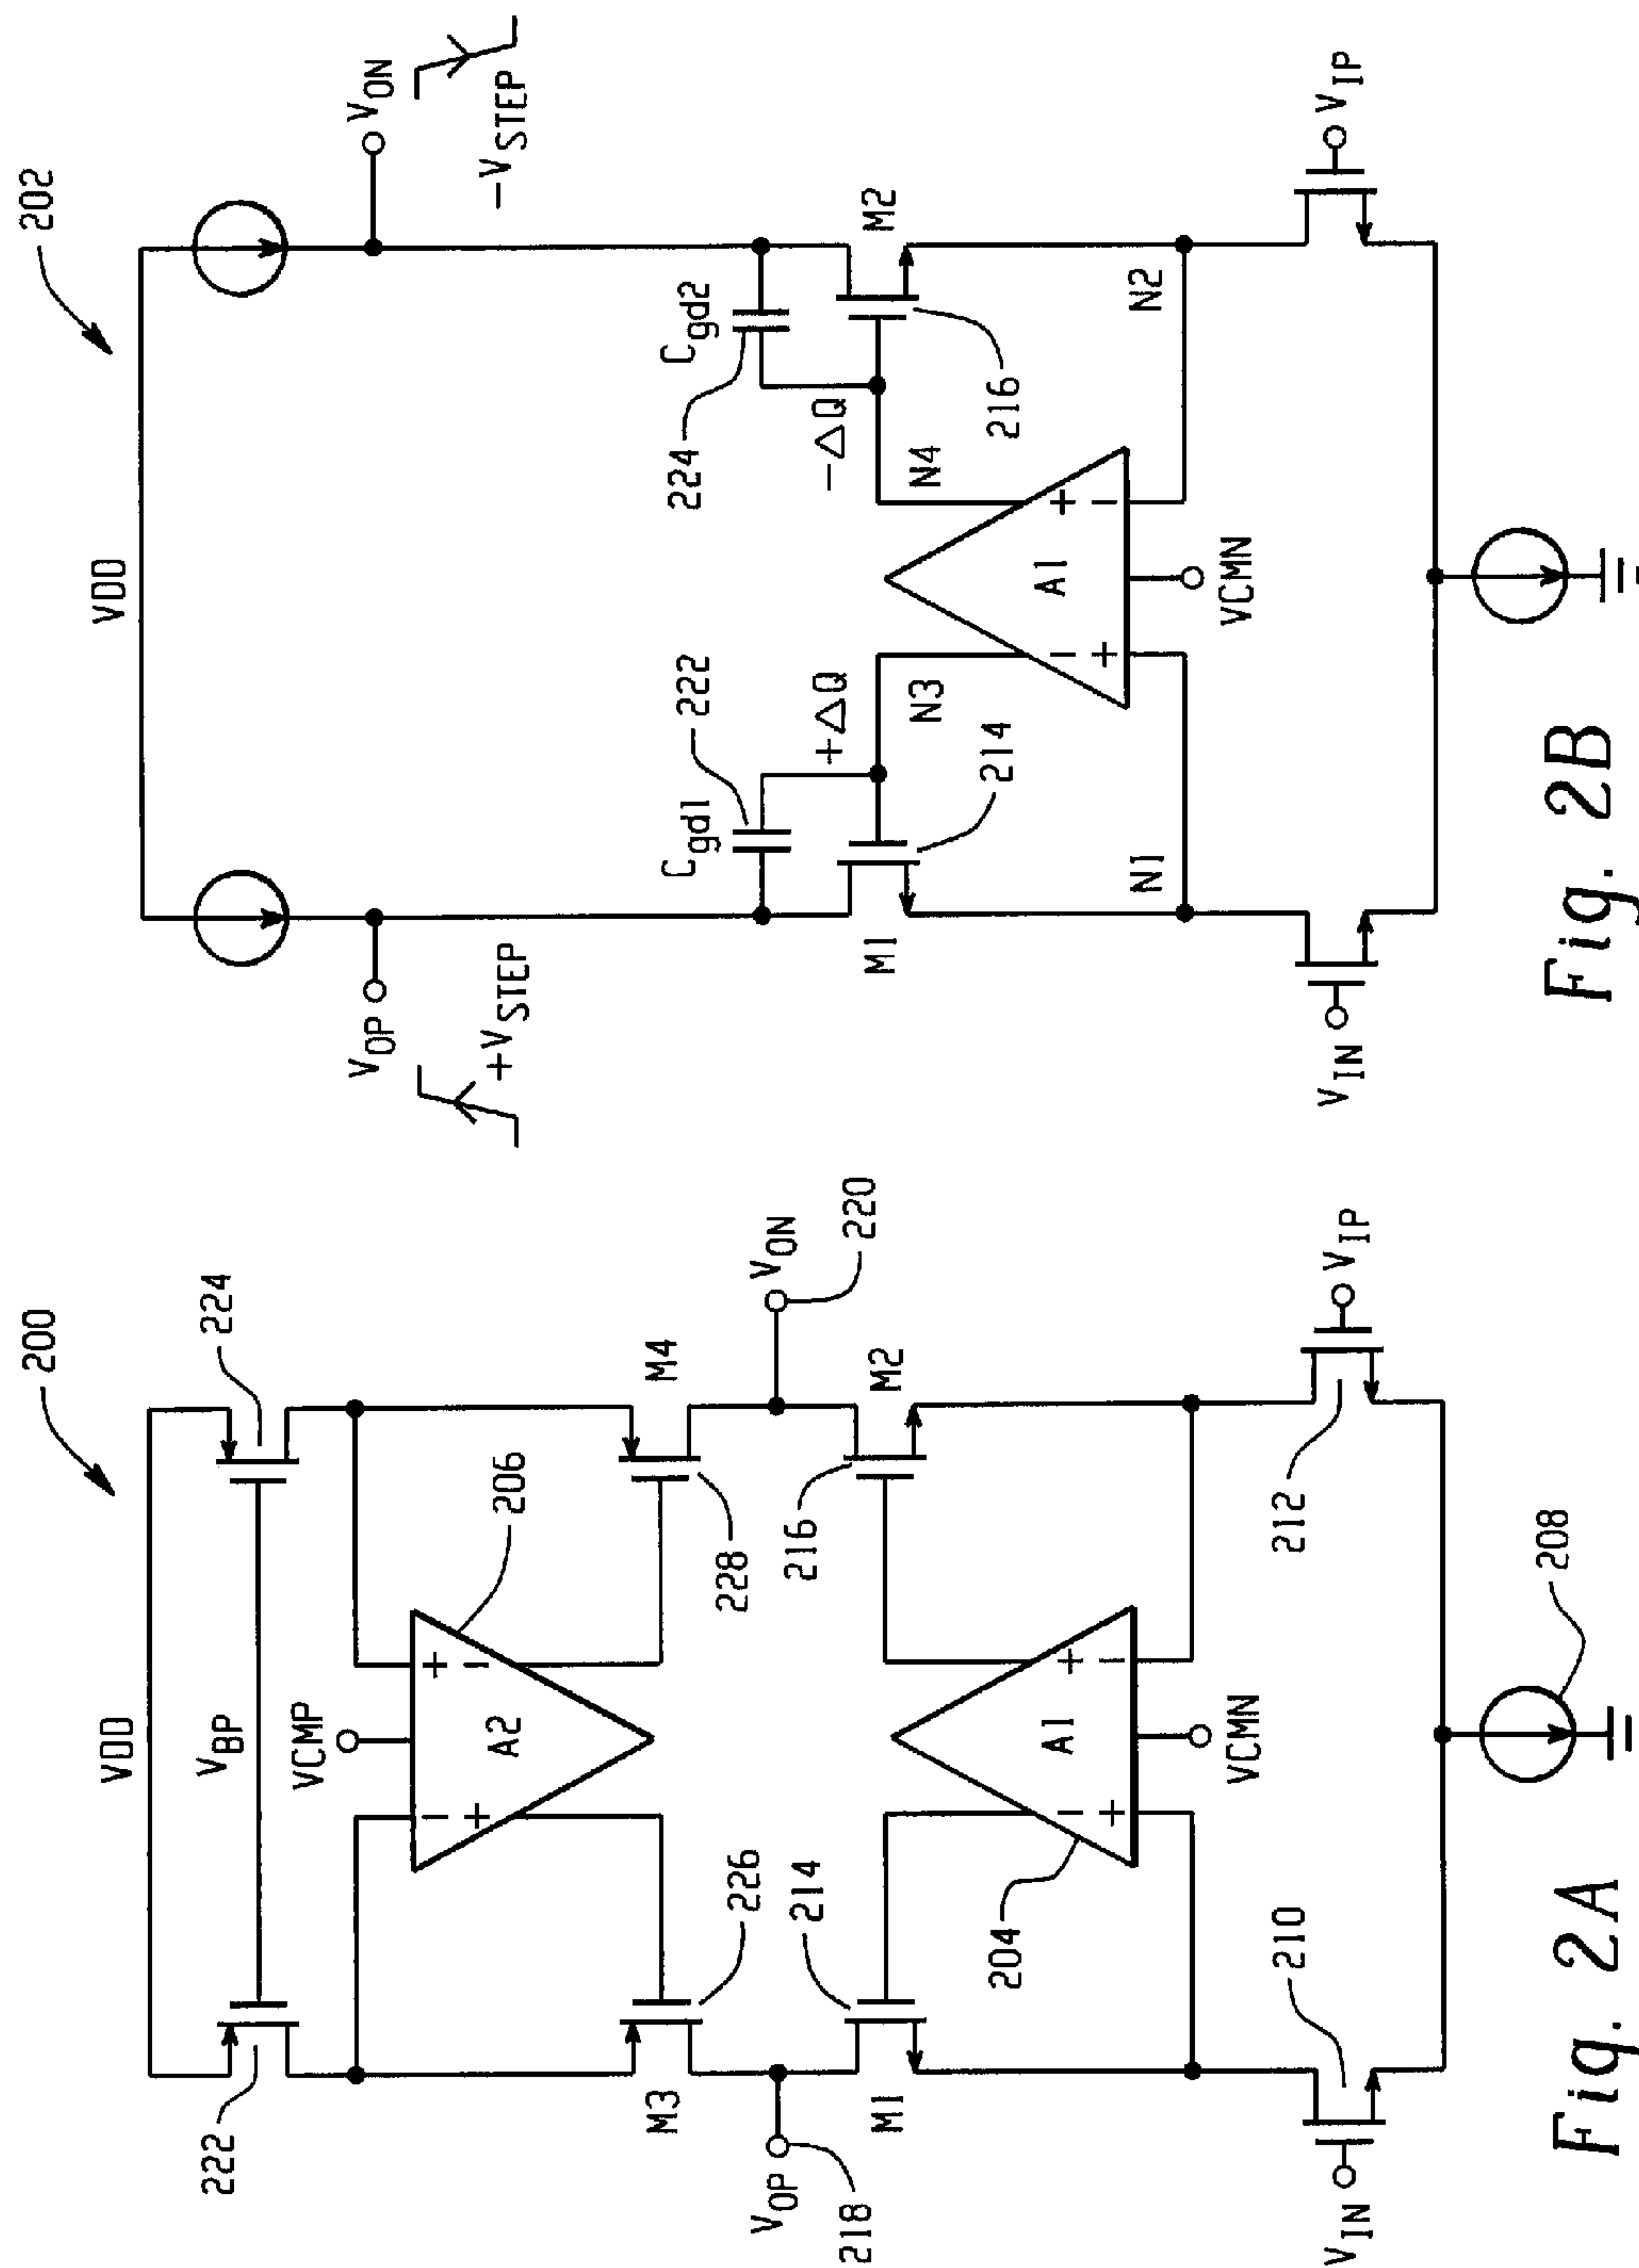 200
VDD
222
224
V_BP
VCMP
- +
+ -
A2
206
M3
M4
226
228
V_OP
218
V_ON
220
M1
M2
214
216
- +
+ -
A1
204
VCMN
V_IN
210
212
V_IP
208
Fig. 2A
202
VDD
V_OP
+V_STEP
V_ON
-V_STEP
C_gd1
222
C_gd2
224
+ΔQ
-ΔQ
M1
M2
N3
N4
214
216
- +
+ -
A1
N1
N2
VCMN
V_IN
V_IP
Fig. 2B